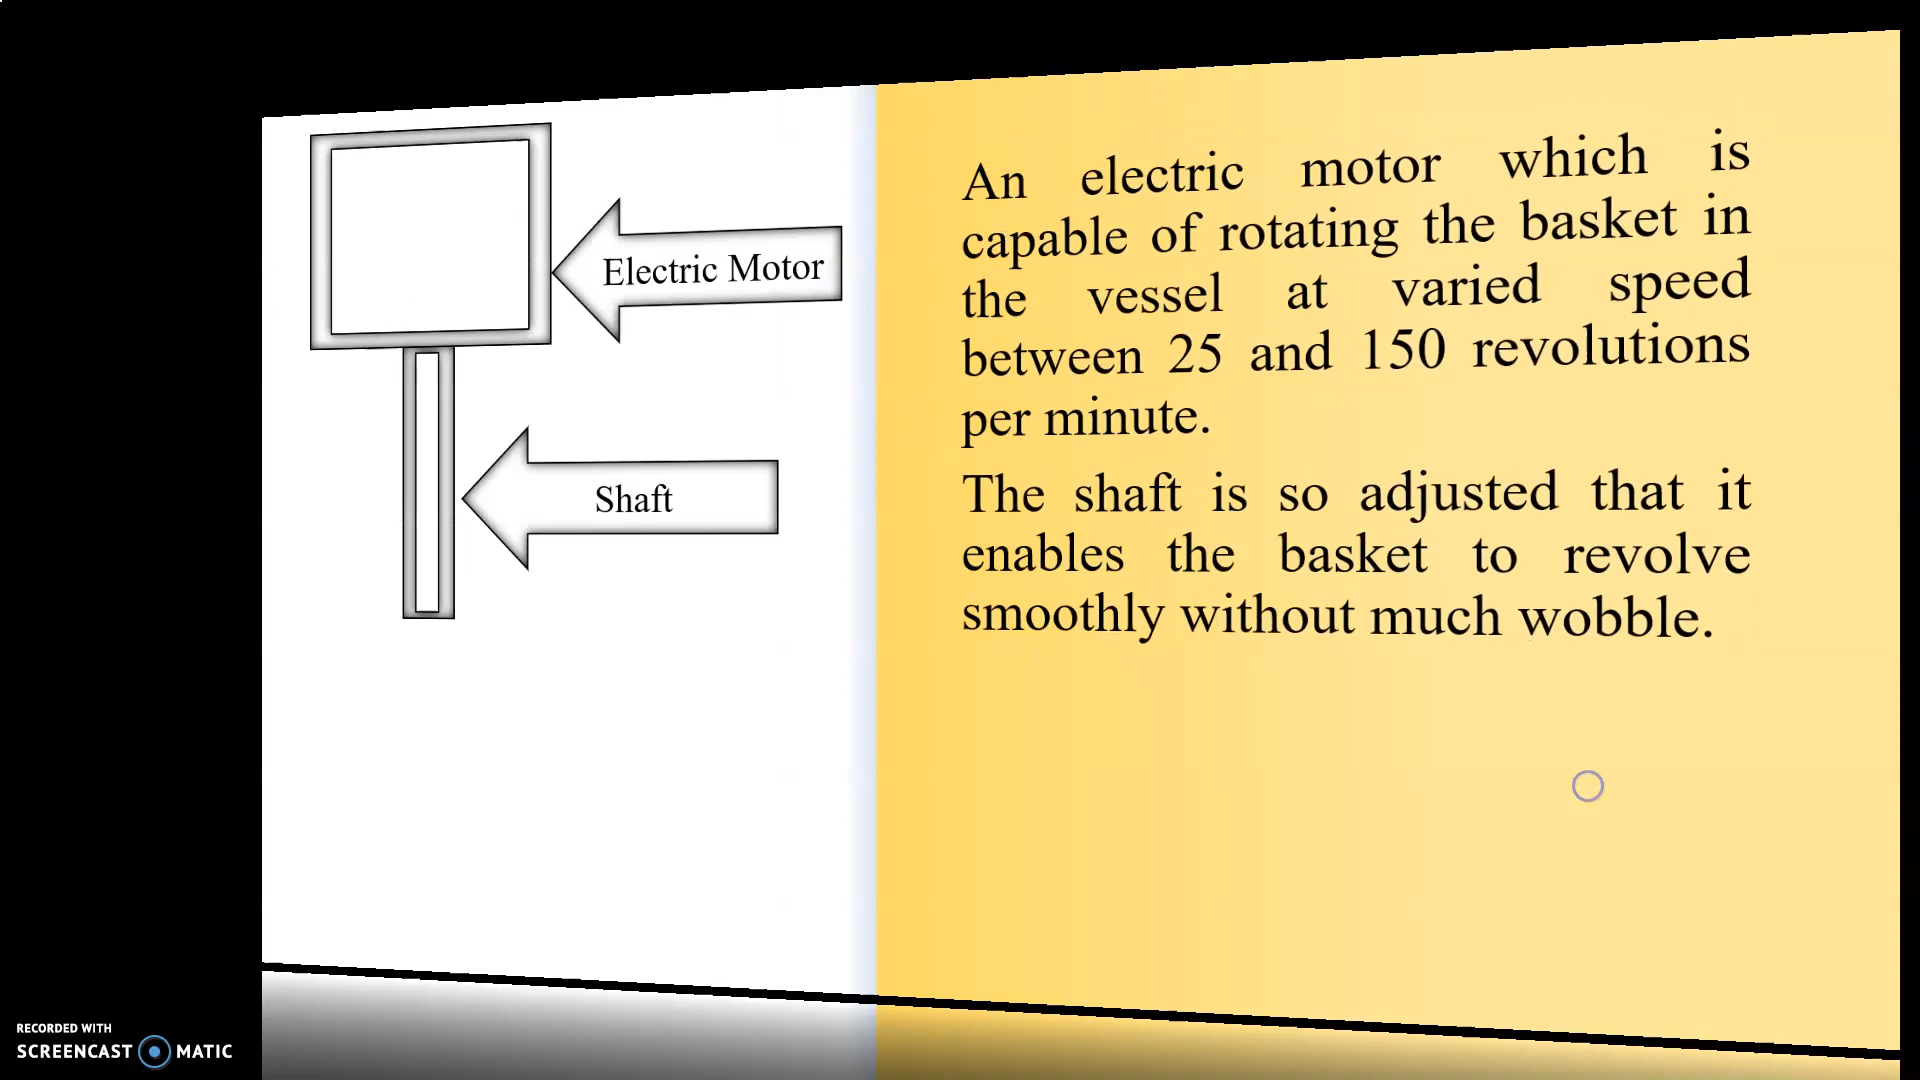 Electric Motor
Shaft
An electric motor which is
capable of rotating the basket in
the vessel at varied speed
between 25 and 150 revolutions
per minute.
The shaft is so adjusted that it
enables the basket to revolve
smoothly without much wobble.
RECORDED WITH
SCREENCAST MATIC